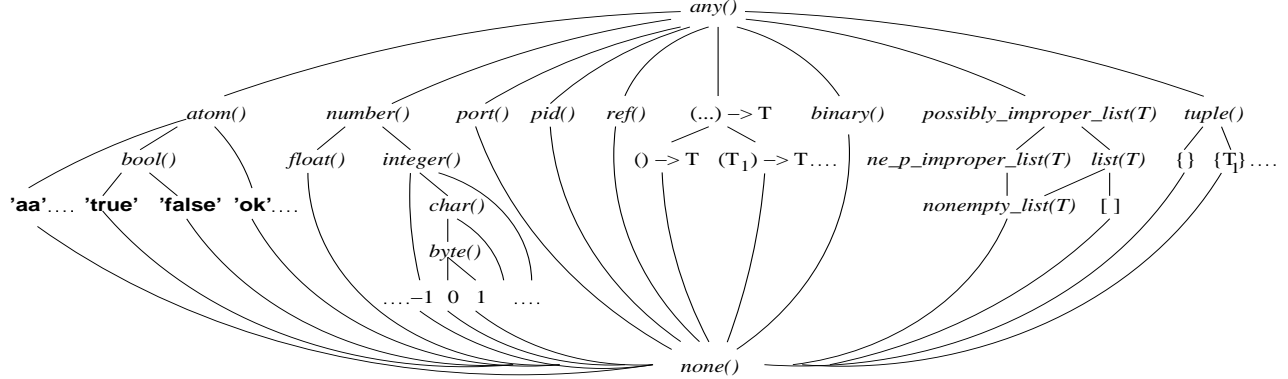 any()
atom() number() port() pid() ref() (...) −> T binary() possibly_improper_list(T) tuple()
bool() float() integer() () −> T (T1) −> T.... ne_p_improper_list(T) list(T) {} {T1}....
'aa'.... 'true' 'false' 'ok'.... char() nonempty_list(T) []
byte()
....−1 0 1 ....
none()